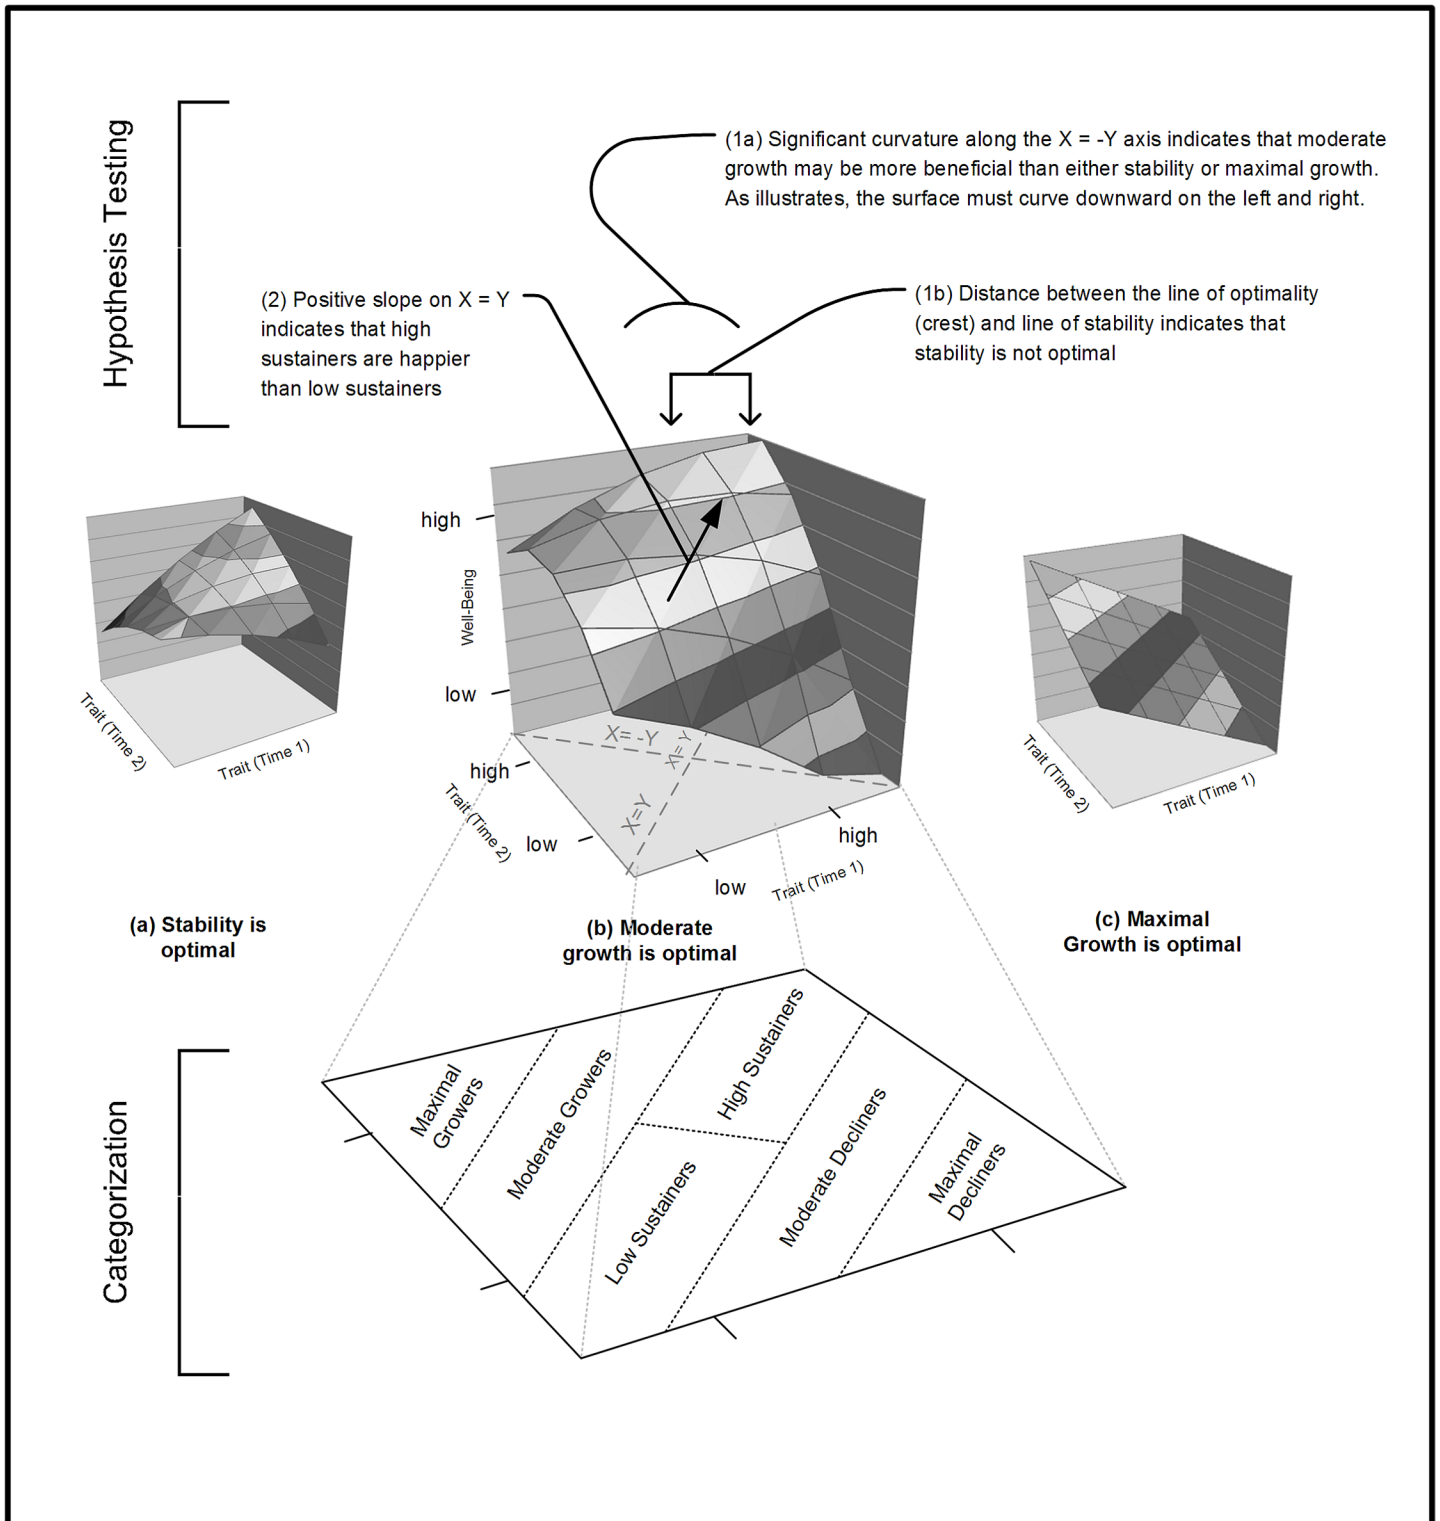 Hypothesis Testing
(1a) Significant curvature along the X = -Y axis indicates that moderate
growth may be more beneficial than either stability or maximal growth.
As illustrates, the surface must curve downward on the left and right.
(2) Positive slope on X = Y
indicates that high
sustainers are happier
than low sustainers
(1b) Distance between the line of optimality
(crest) and line of stability indicates that
stability is not optimal
Trait (Time 2)
Trait (Time 1)
high
Well-Being
low
X= -Y
X=Y
X=Y
high
Trait (Time 2)
low
high
low
Trait (Time 1)
Trait (Time 2)
Trait (Time 1)
(a) Stability is
optimal
(b) Moderate
growth is optimal
(c) Maximal
Growth is optimal
Categorization
Maximal
Growers
Moderate Growers
High Sustainers
Low Sustainers
Moderate Decliners
Maximal
Decliners